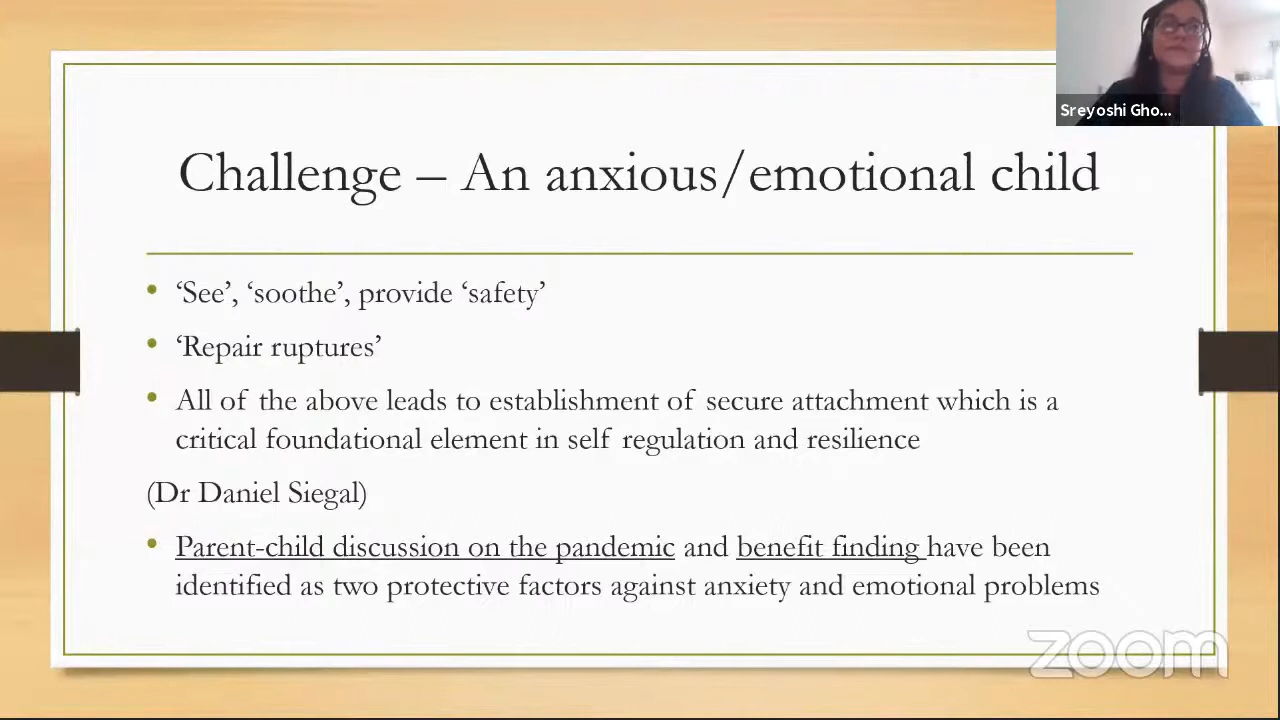 Sreyoshi Gho...
Challenge – An anxious/emotional child
• ‘See’, ‘soothe’, provide ‘safety’
• ‘Repair ruptures’
• All of the above leads to establishment of secure attachment which is a
critical foundational element in self regulation and resilience
(Dr Daniel Siegal)
• Parent-child discussion on the pandemic and benefit finding have been
identified as two protective factors against anxiety and emotional problems
zoom